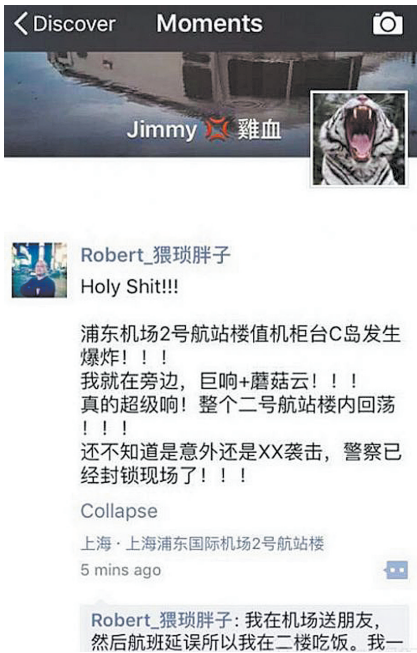 Discover Moments
Jimmy 💢 雞血
Robert_猥琐胖子
Holy Shit!!!
浦东机场2号航站楼值机柜台C岛发生
爆炸！！！
我就在旁边，巨响+蘑菇云！！！
真的超级响！整个二号航站楼内回荡
！！！
还不知道是意外还是XX袭击，警察已
经封锁现场了！！！
Collapse
上海 · 上海浦东国际机场2号航站楼
5 mins ago
Robert_猥琐胖子: 我在机场送朋友，
然后航班延误所以我在二楼吃饭。我一